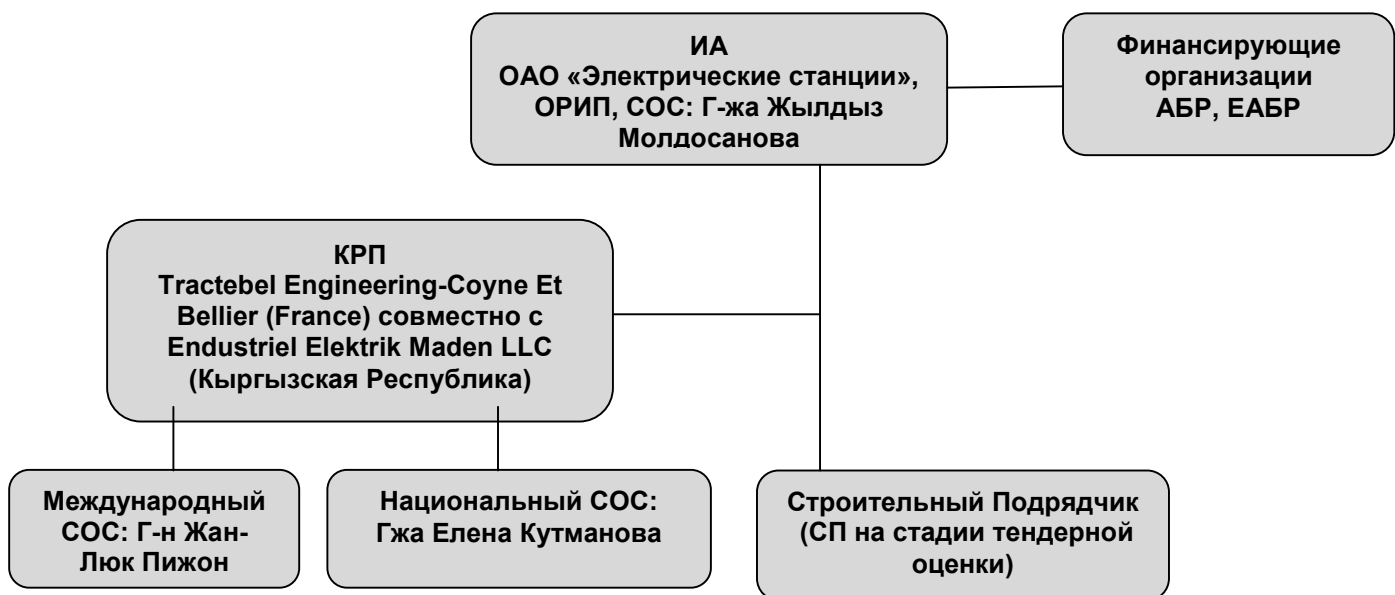 ИА
ОАО «Электрические станции»,
ОРИП, СОС: Г-жа Жылдыз
Молдосанова
Финансирующие
организации
АБР, ЕАБР
КРП
Tractebel Engineering-Coyne Et
Bellier (France) совместно с
Endustriel Elektrik Maden LLC
(Кыргызская Республика)
Международный
СОС: Г-н Жан-
Люк Пижон
Национальный СОС:
Гжа Елена Кутманова
Строительный Подрядчик
(СП на стадии тендерной
оценки)